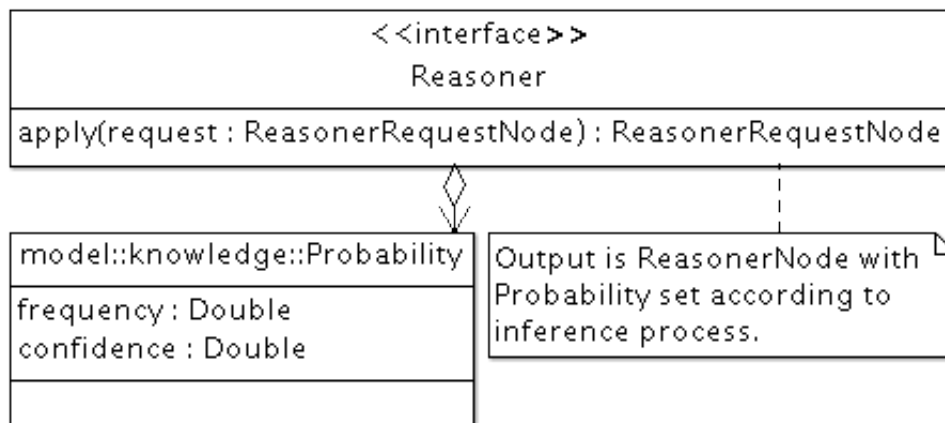 <<interface>>
Reasoner
apply(request : ReasonerRequestNode) : ReasonerRequestNode
model::knowledge::Probability
frequency : Double
confidence : Double
Output is ReasonerNode with
Probability set according to
inference process.